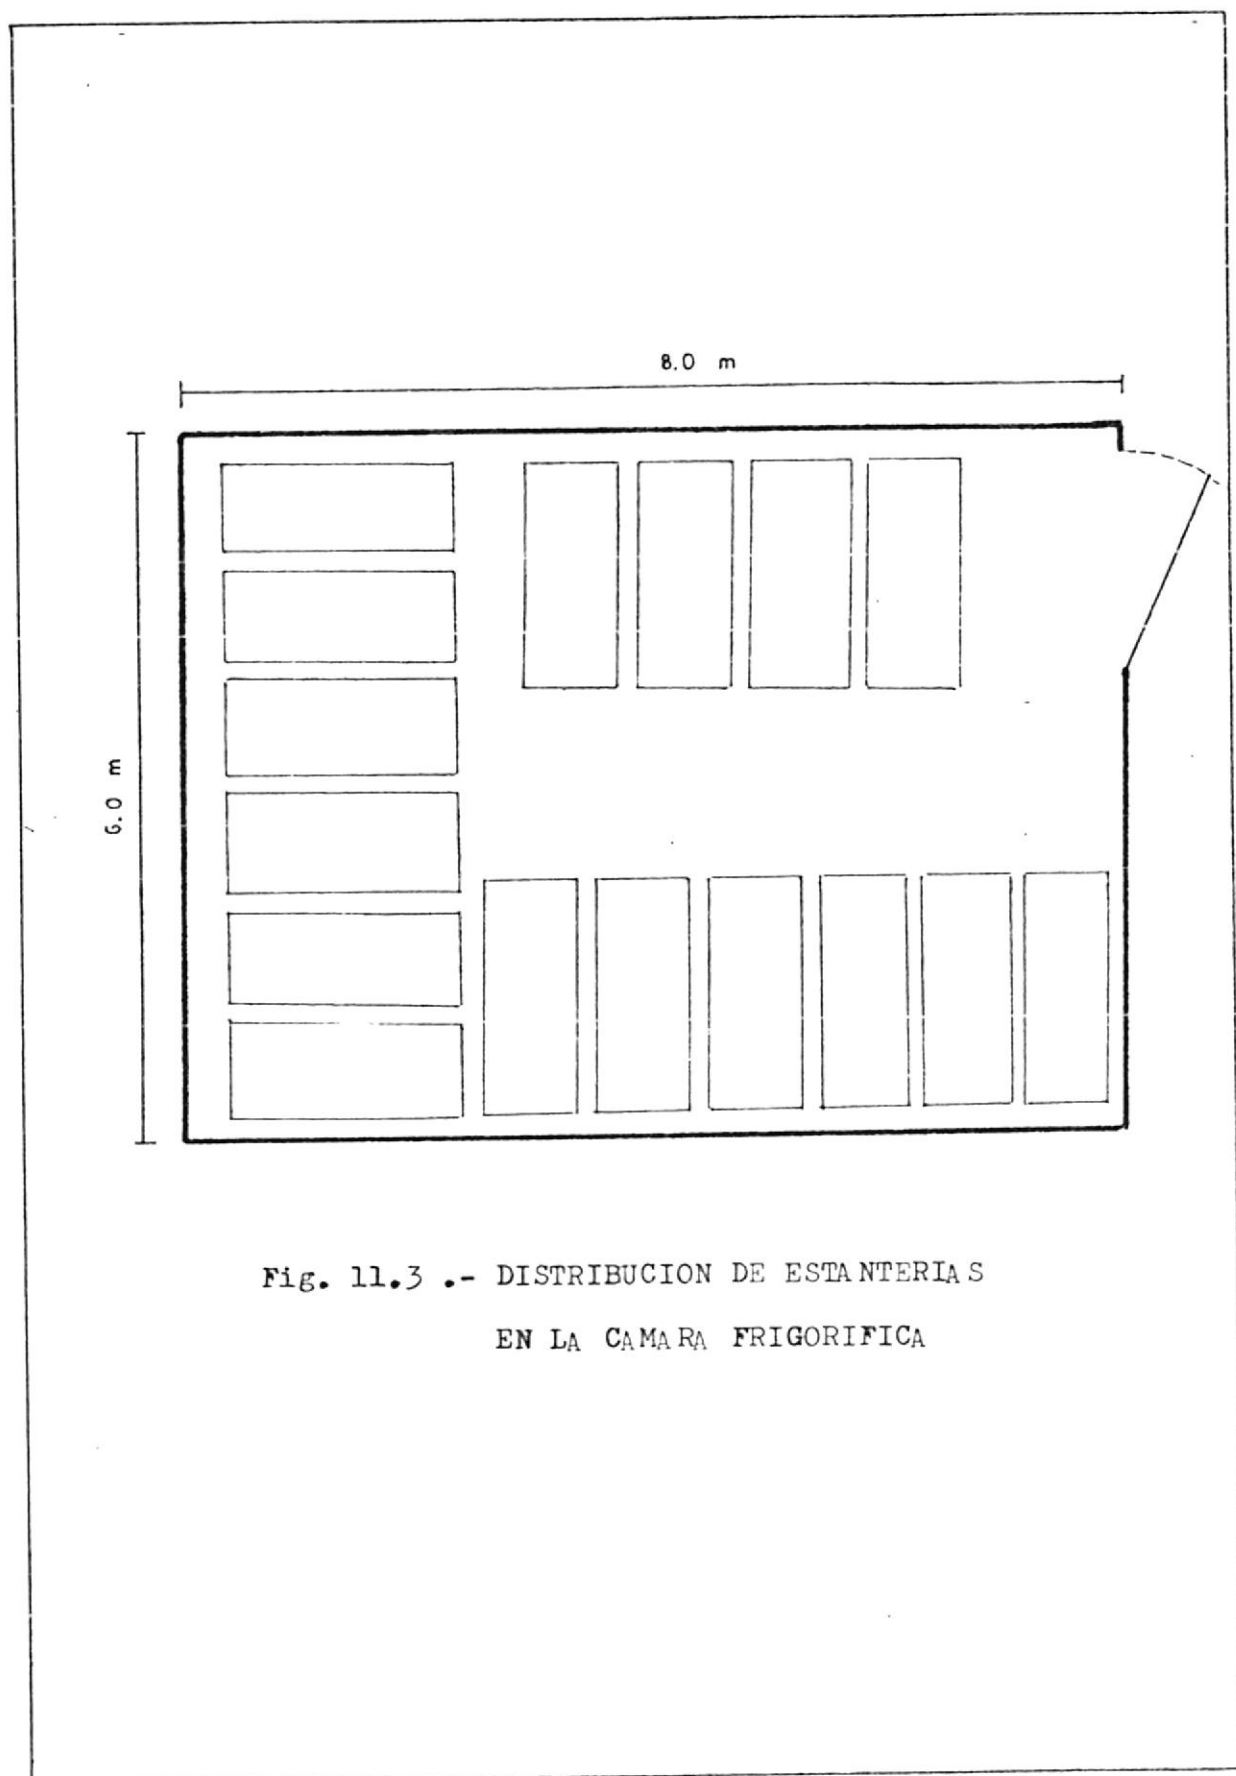 8.0 m
6.0 m
Fig. 11.3 .- DISTRIBUCION DE ESTANTERIAS
EN LA CAMARA FRIGORIFICA